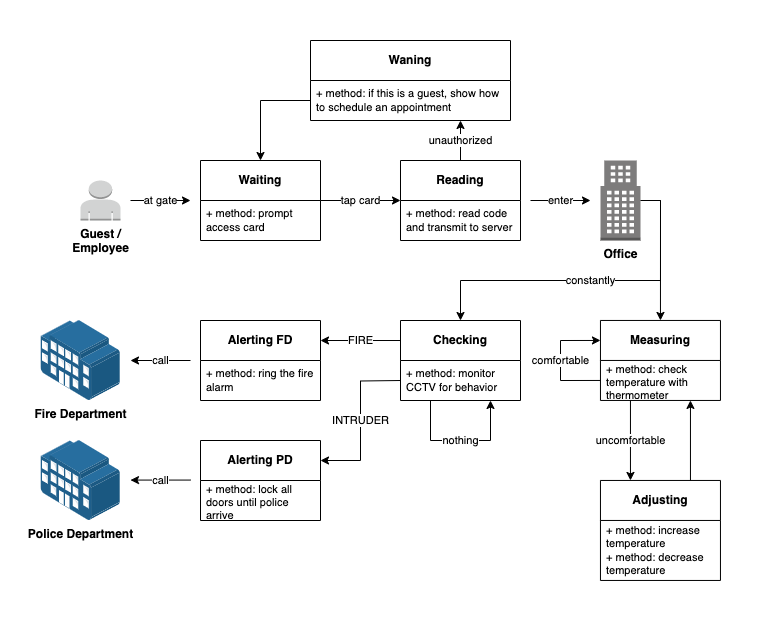 Waning
+ method: if this is a guest, show how
to schedule an appointment
unauthorized
Guest /
Employee
at gate
Waiting
+ method: prompt
access card
tap card
Reading
+ method: read code
and transmit to server
enter
Office
constantly
Fire Department
call
Alerting FD
+ method: ring the fire
alarm
FIRE
Checking
+ method: monitor
CCTV for behavior
nothing
comfortable
Measuring
+ method: check
temperature with
thermometer
INTRUDER
uncomfortable
Police Department
call
Alerting PD
+ method: lock all
doors until police
arrive
Adjusting
+ method: increase
temperature
+ method: decrease
temperature